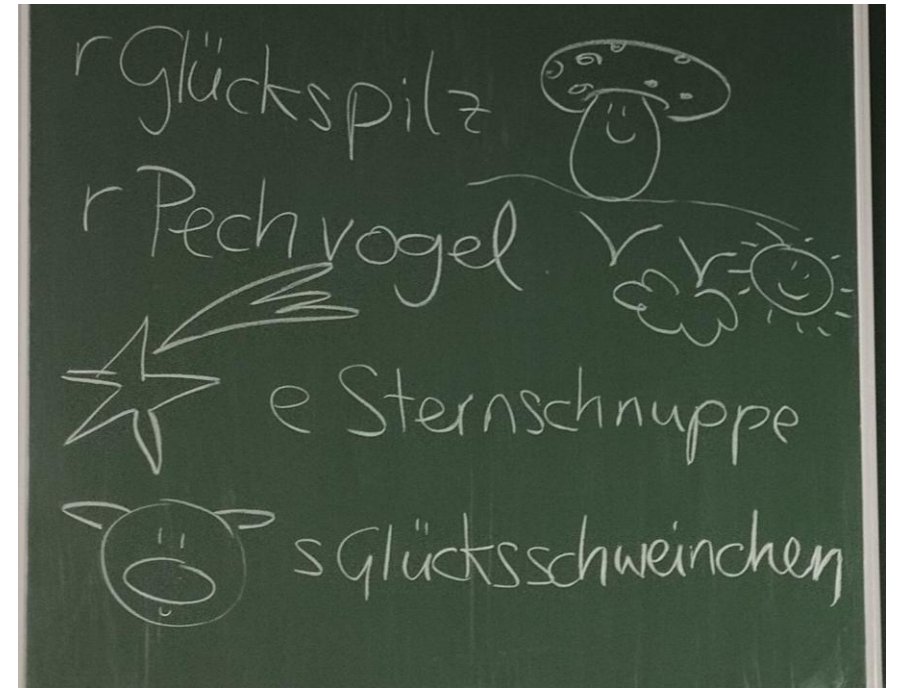 r Glückspilz
r Pechvogel
e Sternschnuppe
s Glücksschweinchen